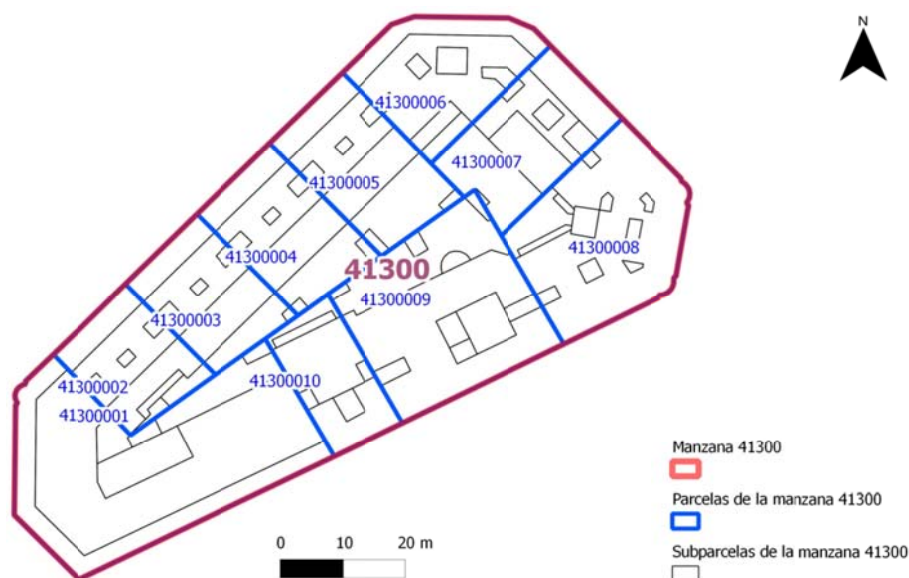 N
41300006
41300007
41300005
41300008
41300004
41300
41300009
41300003
41300002
41300010
41300001
Manzana 41300
Parcelas de la manzana 41300
0 10 20 m
Subparcelas de la manzana 41300